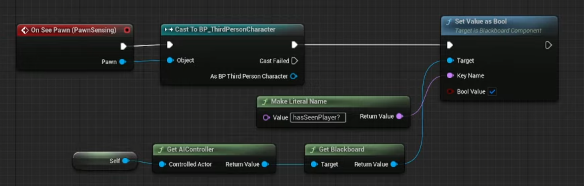 On See Pawn (PawnSensing)
Pawn
Cast To BP_ThirdPersonCharacter
Object
Cast Failed
As BP Third Person Character
Set Value as Bool
Target is Blackboard Component
Target
Key Name
Bool Value
Make Literal Name
Value hasSeenPlayer? Return Value
Self
Get AIController
Controlled Actor Return Value
Get Blackboard
Target Return Value